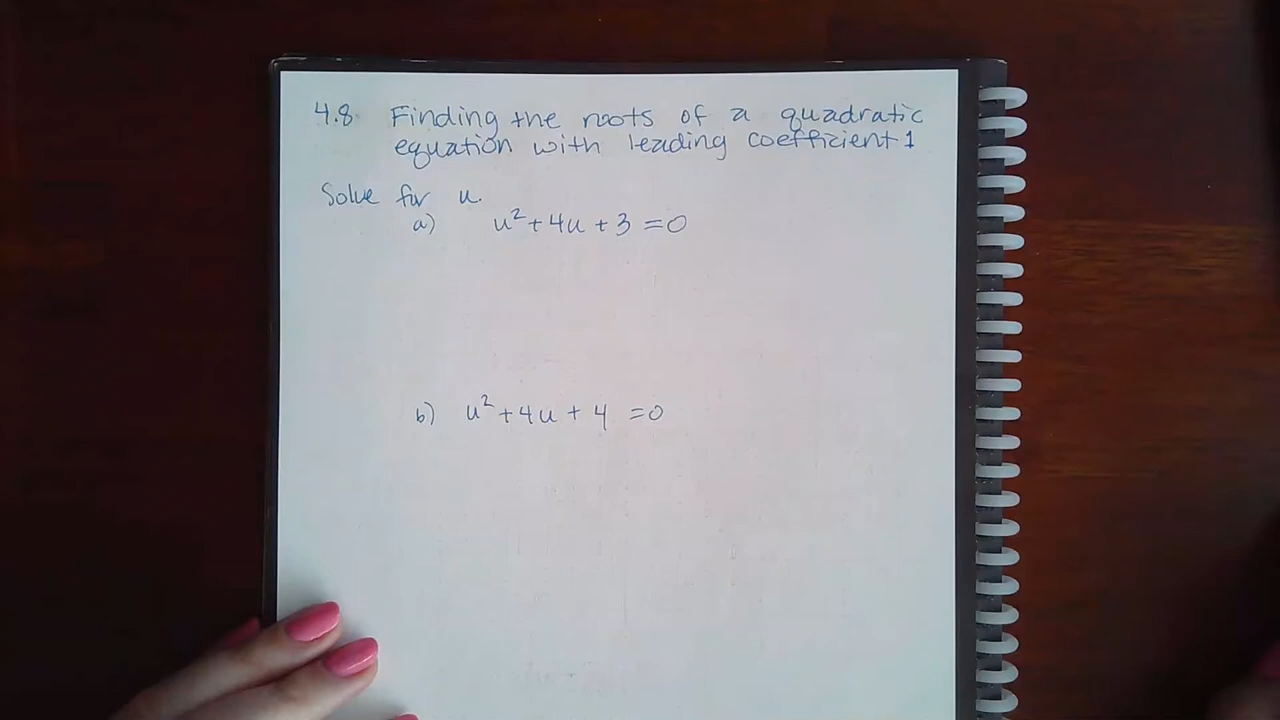 4.8 Finding the roots of a quadratic
equation with leading coefficient 1
Solve for u.
a) u²+4u+3=0
b) u²+4u+4=0